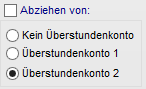 Abziehen von:
Kein Überstundenkonto
Überstundenkonto 1
Überstundenkonto 2